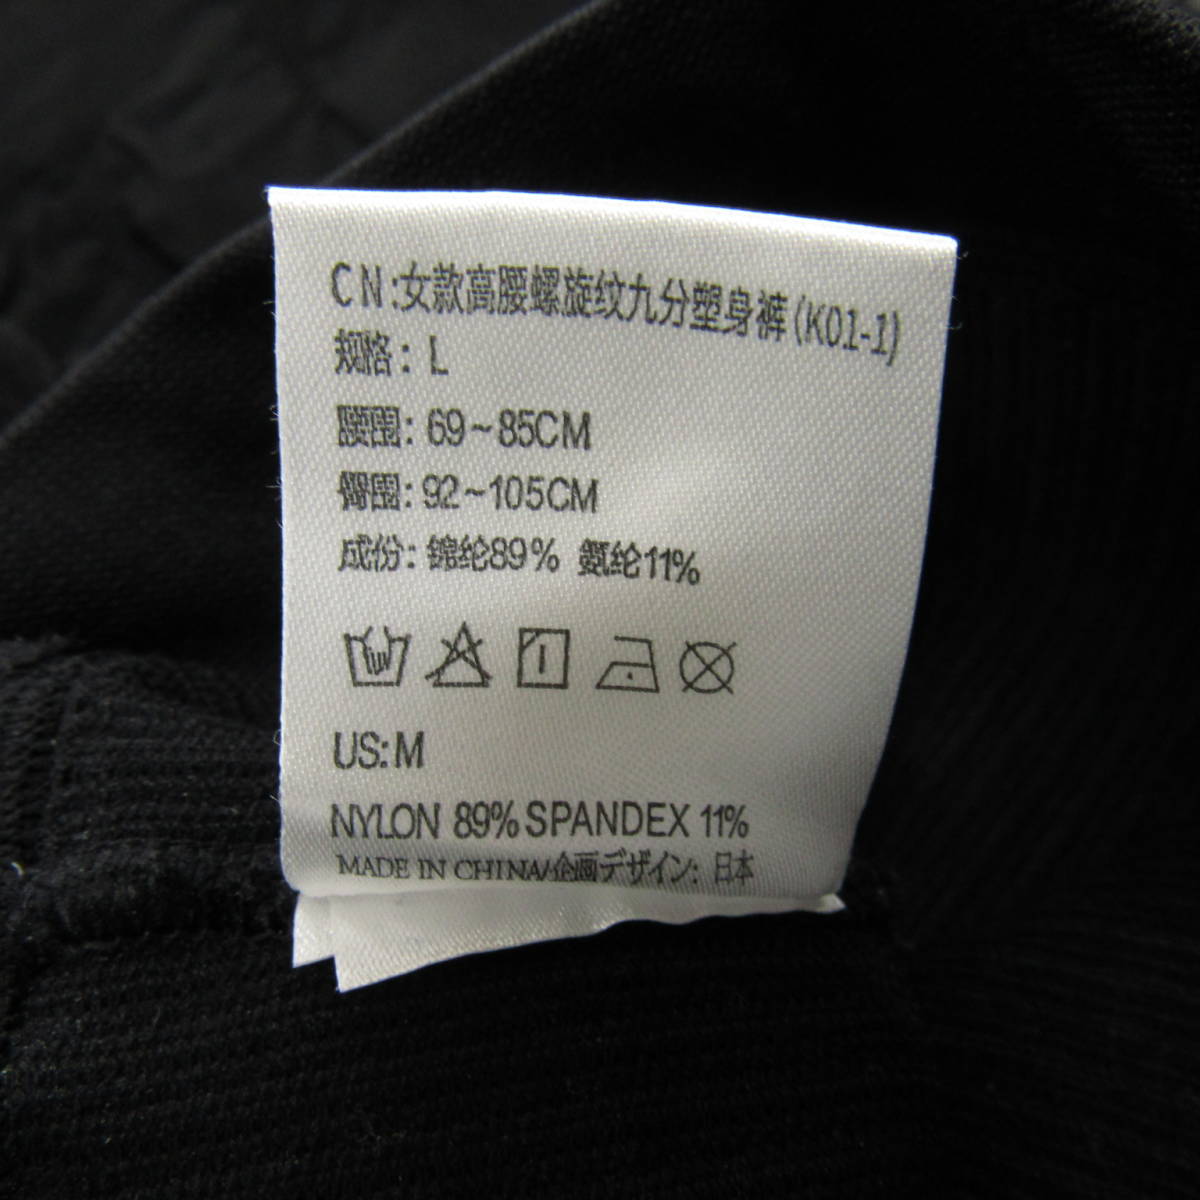 CN:女款高腰螺旋纹九分塑身裤(K01-1)
规格: L
腰围: 69~85CM
臀围: 92~105CM
成份: 锦纶89% 氨纶11%
US:M
NYLON 89% SPANDEX 11%
MADE IN CHINA/企画デザイン: 日本